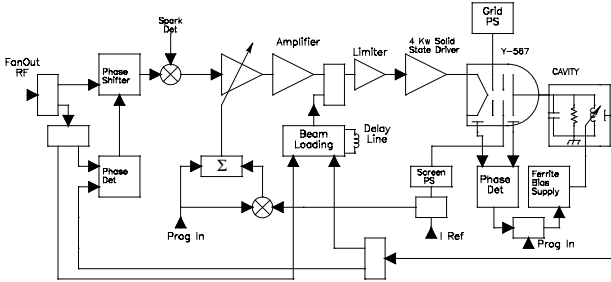 Grid
PS
Spark
Det
4 Kw Solid
State Driver
Amplifier
Limiter
Y-567
FanOut
RF
Phase
Shifter
CAVITY
Beam
Loading
Delay
Line
Σ
Phase
Det
Screen
PS
Phase
Det
Ferrite
Bias
Supply
Prog In
I Ref
Prog In